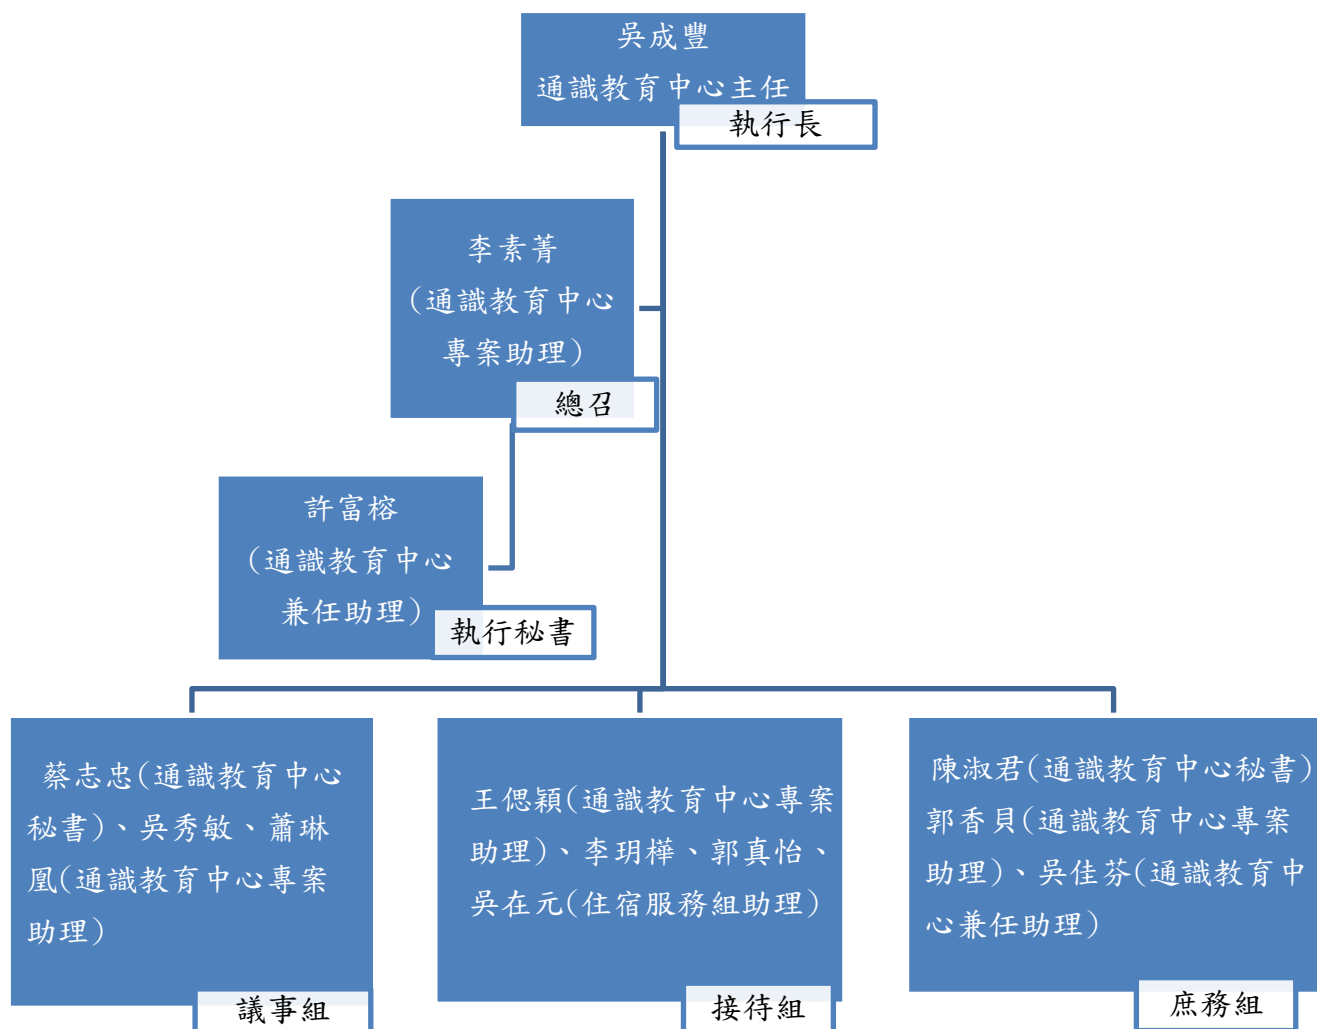 吳成豐
通識教育中心主任
執行長
李素菁
(通識教育中心
專案助理)
總召
許富榕
(通識教育中心
兼任助理)
執行秘書
蔡志忠(通識教育中心
秘書)、吳秀敏、蕭琳
凰(通識教育中心專案
助理)
議事組
王偲穎(通識教育中心專案
助理)、李玥樺、郭真怡、
吳在元(住宿服務組助理)
接待組
陳淑君(通識教育中心秘書)
郭香貝(通識教育中心專案
助理)、吳佳芬(通識教育中
心兼任助理)
庶務組